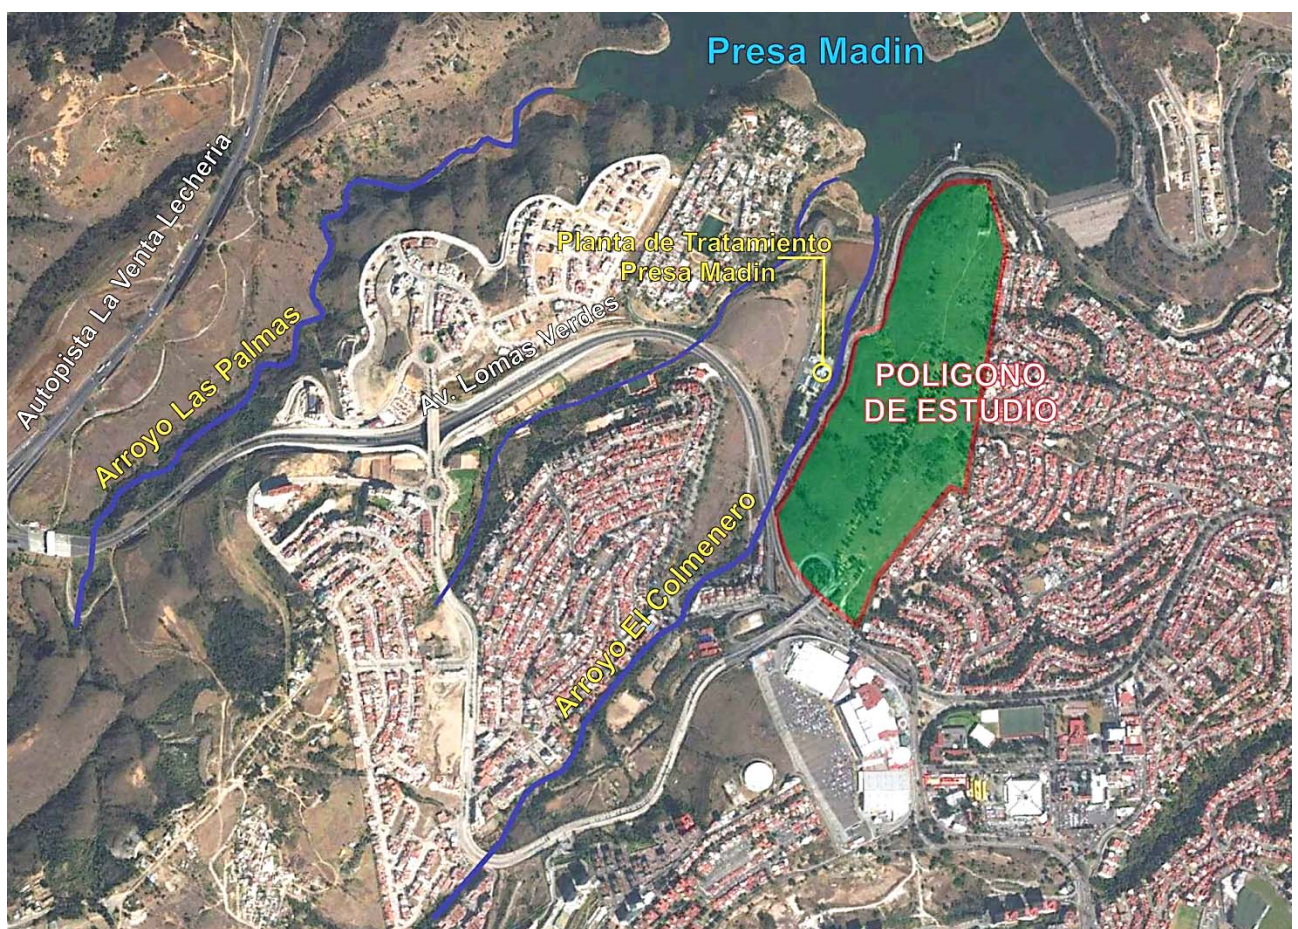 Presa Madin
Autopista La Venta Lecheria
Planta de Tratamiento
Presa Madin
Arroyo Las Palmas
Av. Lomas Verdes
POLIGONO
DE ESTUDIO
Arroyo El Colmenero